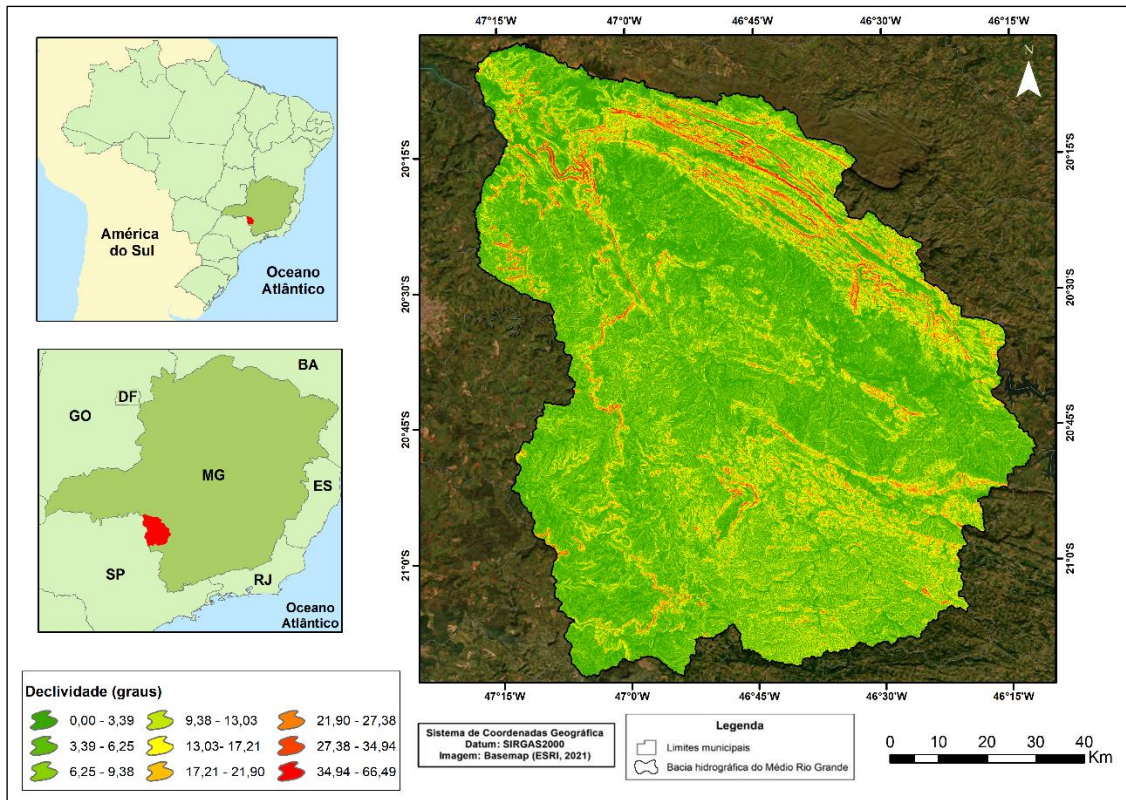 América
do Sul
Oceano
Atlântico
BA
DF
GO
MG
ES
SP
RJ
Oceano
Atlântico
Declividade (graus)
0,00 - 3,39
3,39 - 6,25
6,25 - 9,38
9,38 - 13,03
13,03- 17,21
17,21 - 21,90
21,90 - 27,38
27,38 - 34,94
34,94 - 66,49
47°15'W 47°0'W 46°45'W 46°30'W 46°15'W
N
20°15'S
20°30'S
20°45'S
21°0'S
20°15'S
20°30'S
20°45'S
21°0'S
47°15'W 47°0'W 46°45'W 46°30'W 46°15'W
Sistema de Coordenadas Geográfica
Datum: SIRGAS2000
Imagem: Basemap (ESRI, 2021)
Legenda
Limites municipais
Bacia hidrográfica do Médio Rio Grande
0 10 20 30 40
Km